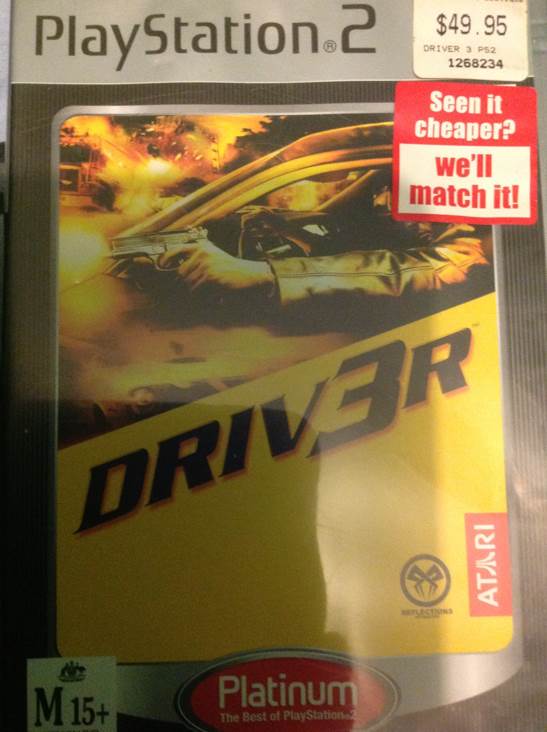 PlayStation®2
$49.95
DRIVER 3 PS2
1268234
Seen it
cheaper?
we'll
match it!
DRIV3R™
ATARI
REFLECTIONS
M 15+
Platinum
The Best of PlayStation®2